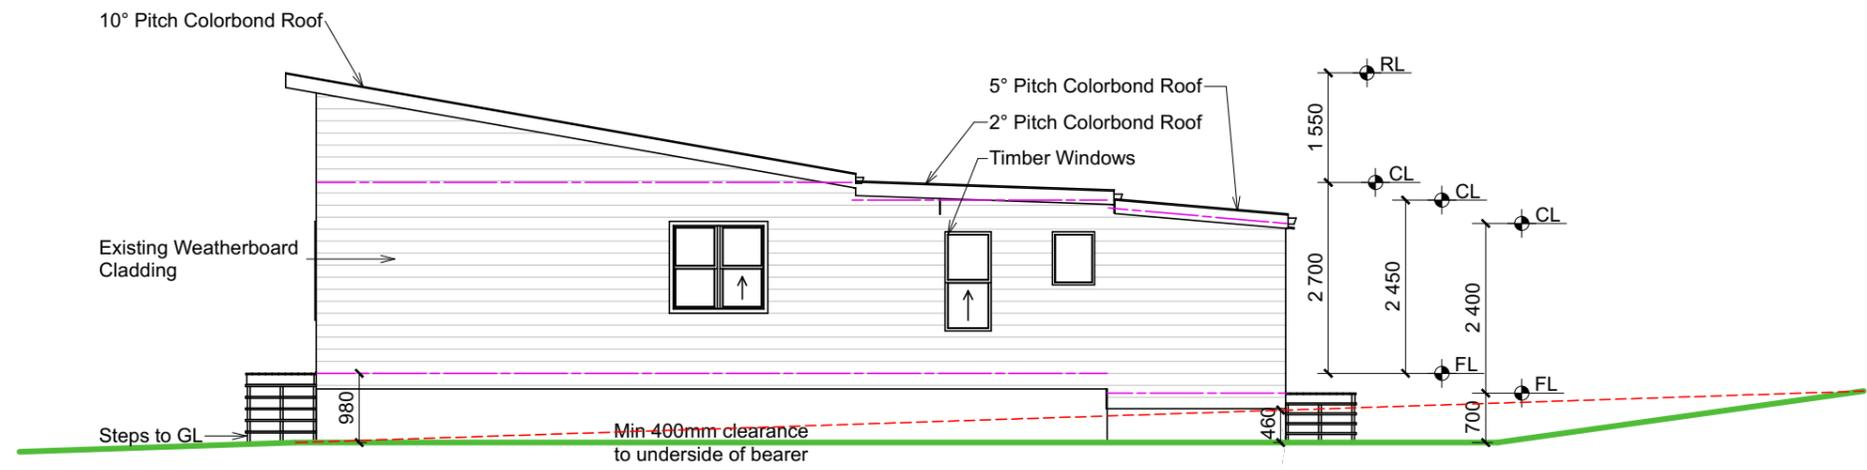 10° Pitch Colorbond Roof
RL
5° Pitch Colorbond Roof
2° Pitch Colorbond Roof
1 550
Timber Windows
CL
CL
CL
Existing Weatherboard
Cladding
2 700
2 450
2 400
FL
FL
980
700
460
Steps to GL
Min 400mm clearance
to underside of bearer